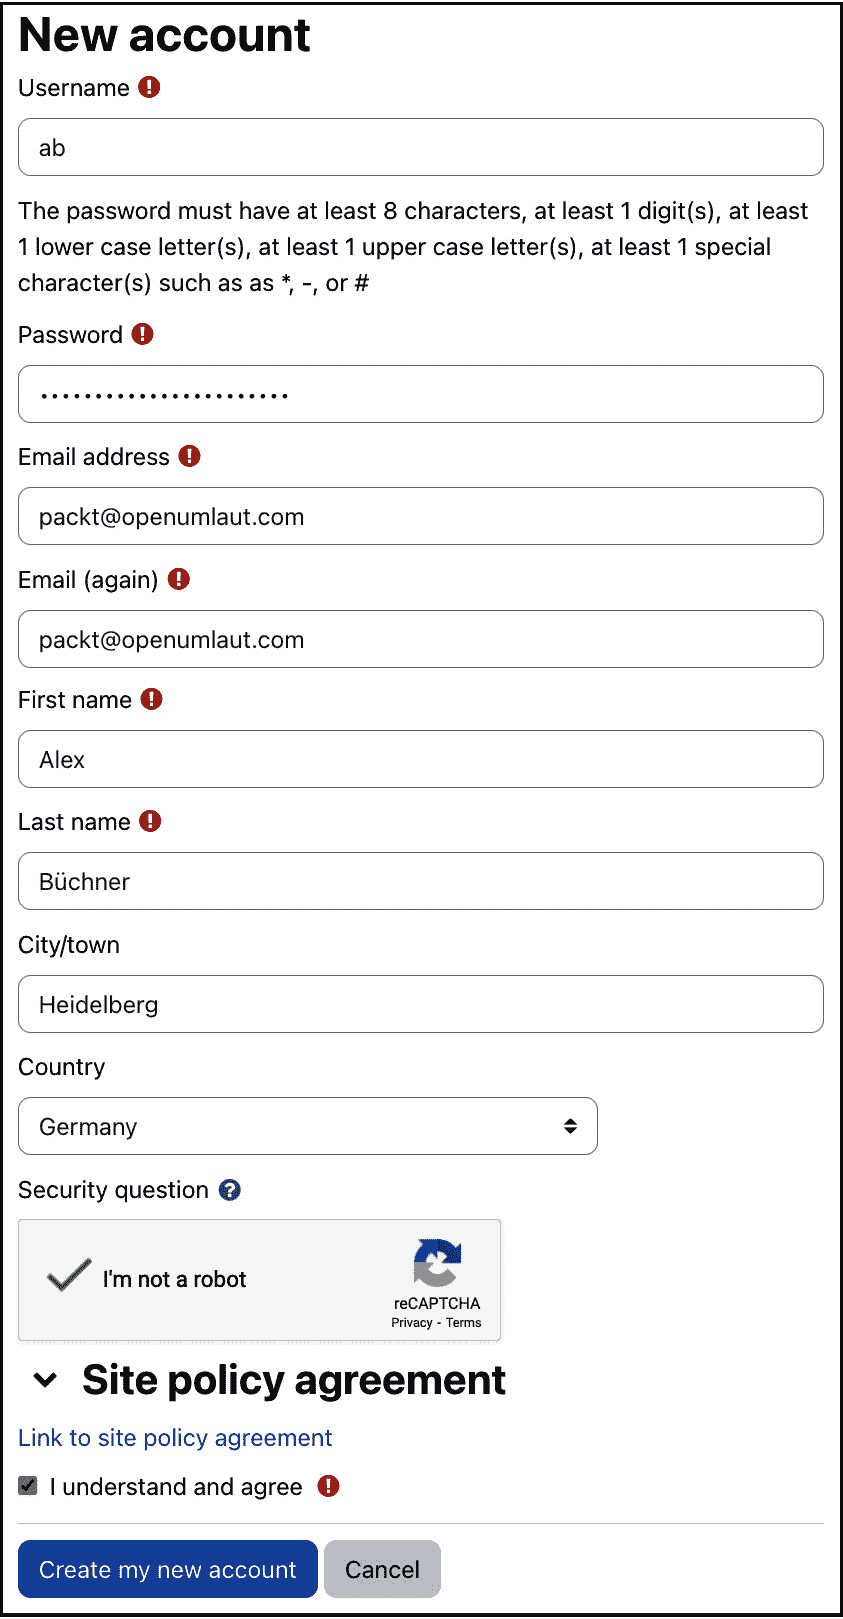 New account
Username
ab
The password must have at least 8 characters, at least 1 digit(s), at least
1 lower case letter(s), at least 1 upper case letter(s), at least 1 special
character(s) such as as *, -, or #
Password
•••••••••••••••••••••••
Email address
packt@openumlaut.com
Email (again)
packt@openumlaut.com
First name
Alex
Last name
Büchner
City/town
Heidelberg
Country
Germany
Security question
I'm not a robot
reCAPTCHA
Privacy - Terms
Site policy agreement
Link to site policy agreement
I understand and agree
Create my new account Cancel